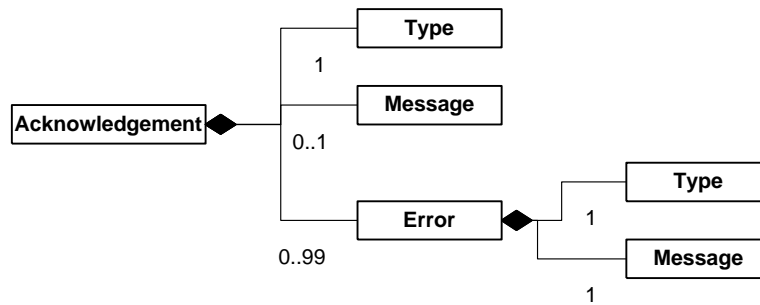 Type
1
Message
Acknowledgement
0..1
Type
Error
1
0..99
Message
1